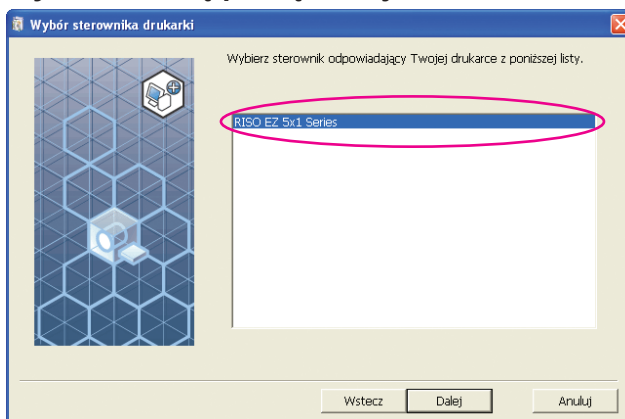 Wybór sterownika drukarki
Wybierz sterownik odpowiadający Twojej drukarce z poniższej listy.
RISO EZ 5x1 Series
Wstecz Dalej Anuluj